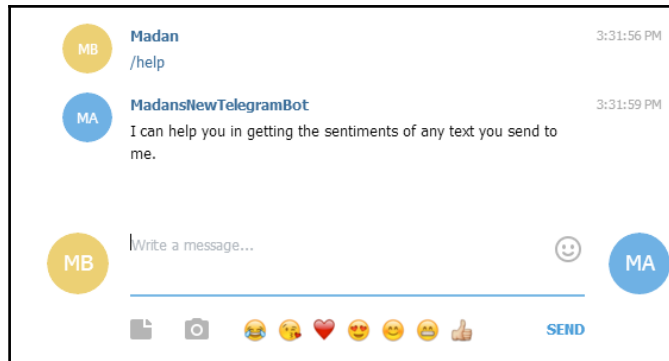 MB
Madan
3:31:56 PM
/help
MA
MadansNewTelegramBot
3:31:59 PM
I can help you in getting the sentiments of any text you send to
me.
MB
Write a message...
MA
SEND